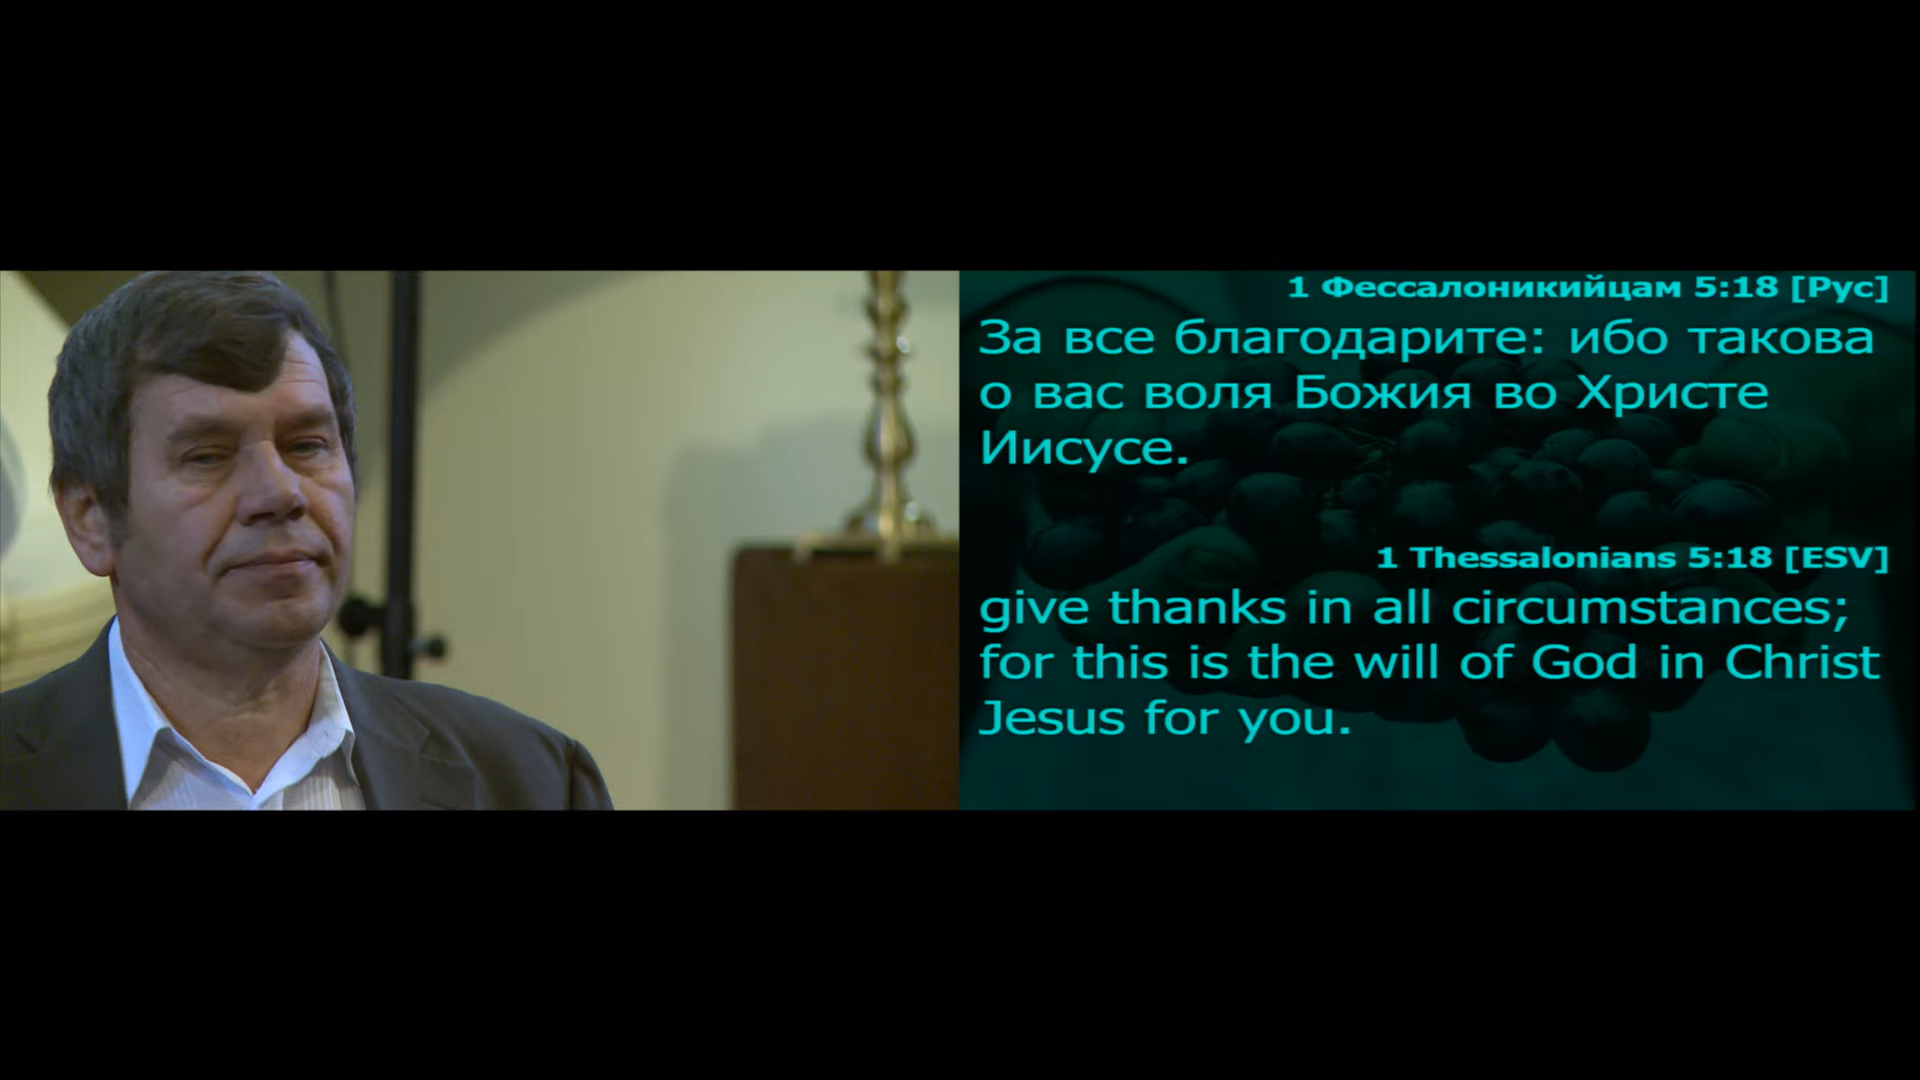 1 Фессалоникийцам 5:18 [Рус]
За все благодарите: ибо такова
о вас воля Божия во Христе
Иисусе.
1 Thessalonians 5:18 [ESV]
give thanks in all circumstances;
for this is the will of God in Christ
Jesus for you.